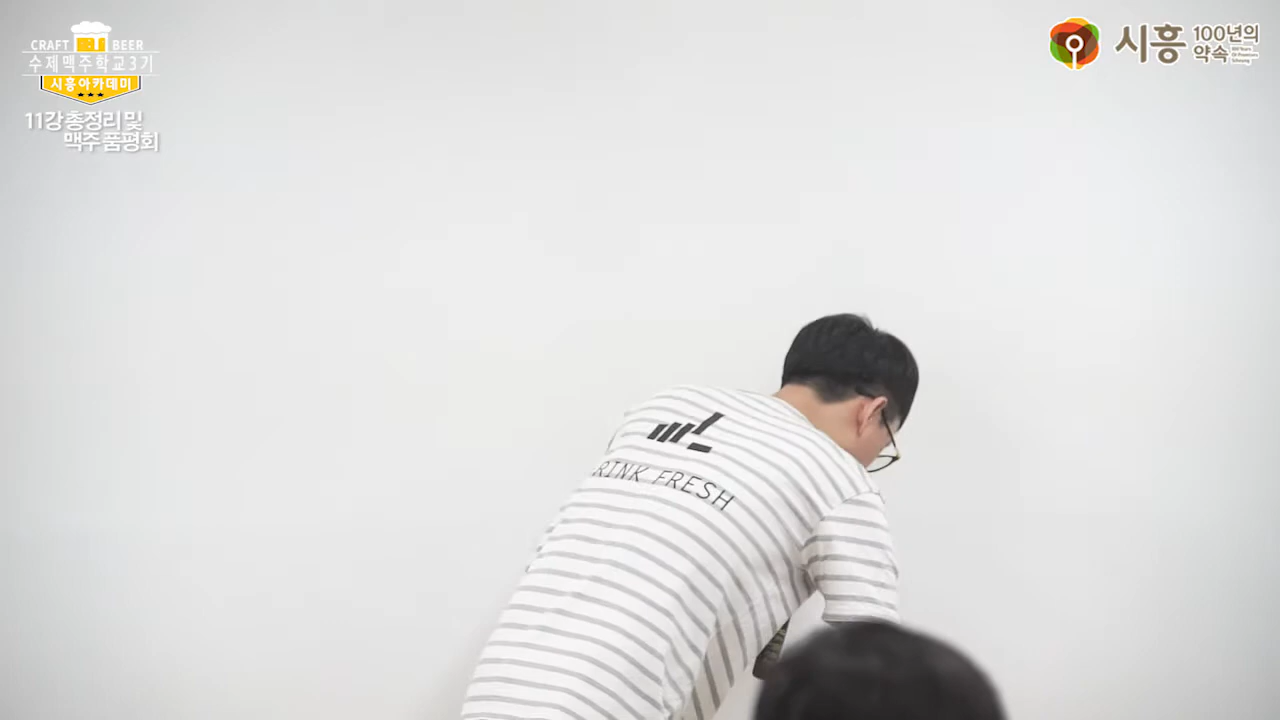 CRAFT BEER
수제맥주학교3기
시흥아카데미
11강 총정리 및
맥주 품평회
시흥
100년의
약속
RINK FRESH